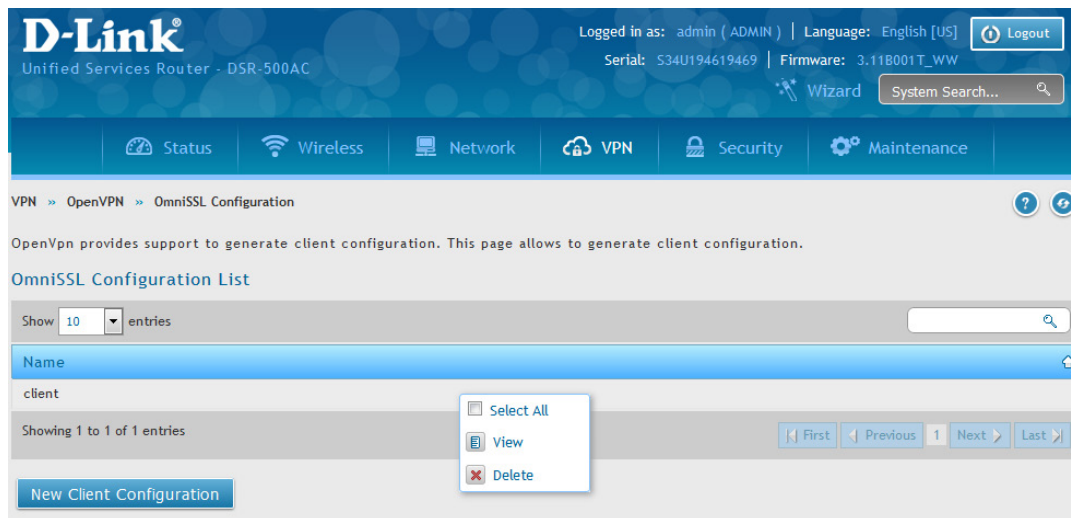 D-Link®
Unified Services Router - DSR-500AC
Logged in as: admin ( ADMIN ) | Language: English [US]
Logout
Serial: S34U194619469 | Firmware: 3.11B001T_WW
Wizard
System Search...
Status
Wireless
Network
VPN
Security
Maintenance
VPN » OpenVPN » OmniSSL Configuration
?
OpenVpn provides support to generate client configuration. This page allows to generate client configuration.
OmniSSL Configuration List
Show 10 entries
Name
client
Select All
View
Delete
Showing 1 to 1 of 1 entries
First
Previous
1
Next
Last
New Client Configuration